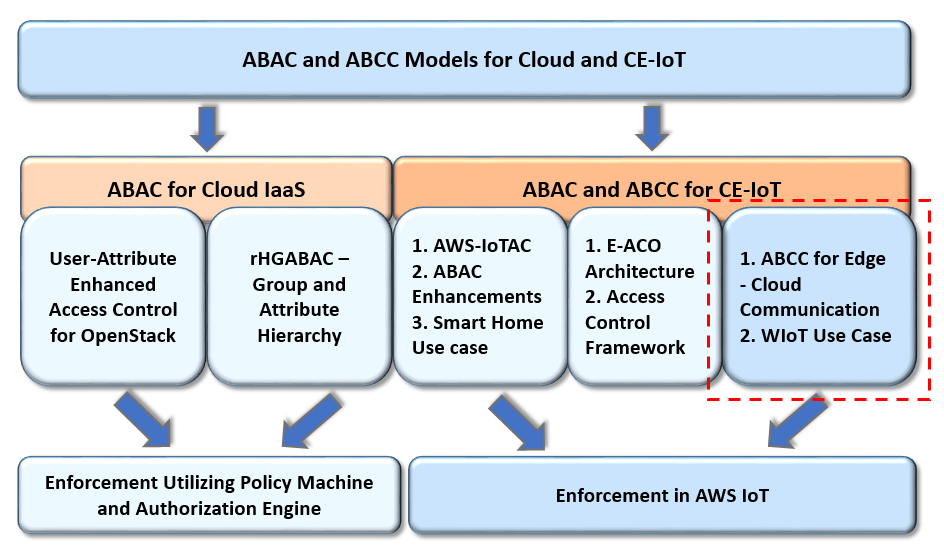 ABAC and ABCC Models for Cloud and CE-IoT
ABAC for Cloud IaaS
ABAC and ABCC for CE-IoT
User-Attribute
Enhanced
Access Control
for OpenStack
rHGABAC –
Group and
Attribute
Hierarchy
1. AWS-IoTAC
2. ABAC
Enhancements
3. Smart Home
Use case
1. E-ACO
Architecture
2. Access
Control
Framework
1. ABCC for Edge
- Cloud
Communication
2. WIoT Use Case
Enforcement Utilizing Policy Machine
and Authorization Engine
Enforcement in AWS IoT